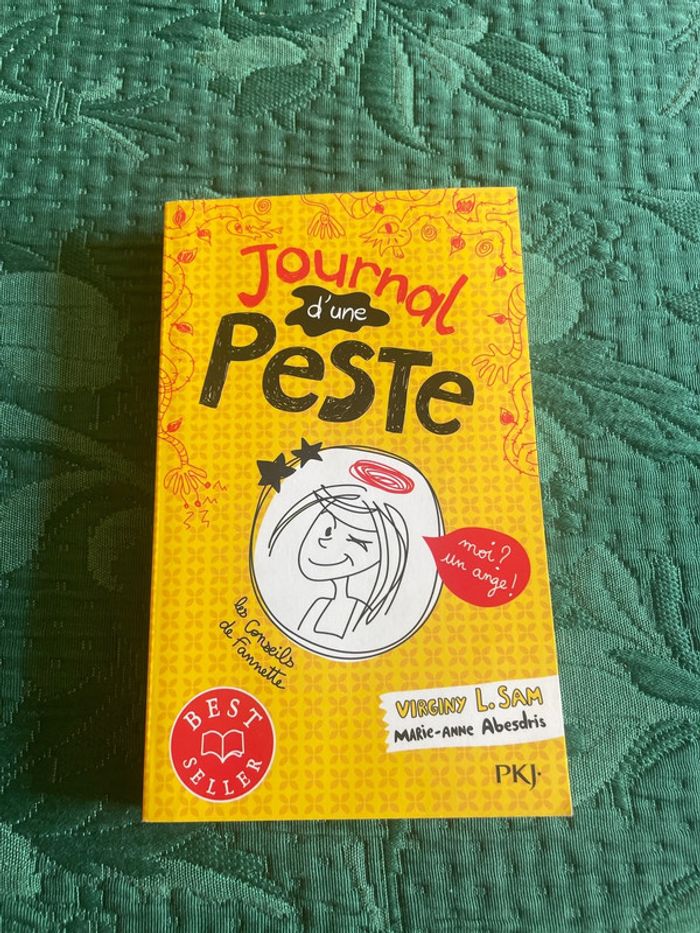 Journal
d'une
PeSTe
moi?
un ange!
les Conseils
de Fannette
VIRGINY L. SAM
MARiE-ANNE Abesdris
BEST
SELLER
PKJ·